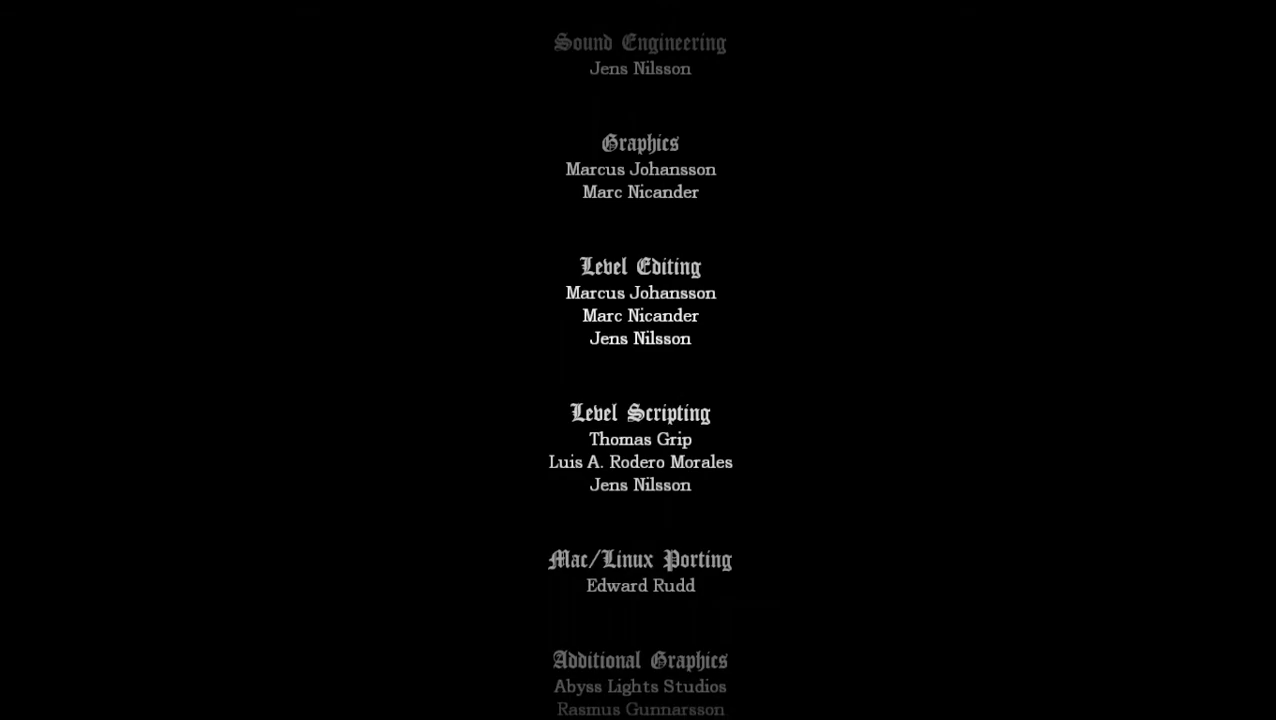 Sound Engineering
Jens Nilsson
Graphics
Marcus Johansson
Marc Nicander
Level Editing
Marcus Johansson
Marc Nicander
Jens Nilsson
Level Scripting
Thomas Grip
Luis A. Rodero Morales
Jens Nilsson
Mac/Linux Porting
Edward Rudd
Additional Graphics
Abyss Lights Studios
Rasmus Gunnarsson